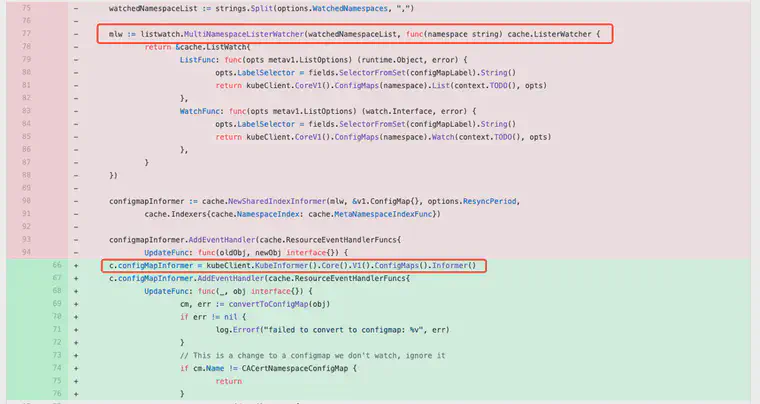 75 - watchedNamespaceList := strings.Split(options.WatchedNamespaces, ",")
76 -
77 - mlw := listwatch.MultiNamespaceListerWatcher(watchedNamespaceList, func(namespace string) cache.ListerWatcher {
78 - return &cache.ListWatch{
79 - ListFunc: func(opts metav1.ListOptions) (runtime.Object, error) {
80 - opts.LabelSelector = fields.SelectorFromSet(configMapLabel).String()
81 - return kubeClient.CoreV1().ConfigMaps(namespace).List(context.TODO(), opts)
82 - },
83 - WatchFunc: func(opts metav1.ListOptions) (watch.Interface, error) {
84 - opts.LabelSelector = fields.SelectorFromSet(configMapLabel).String()
85 - return kubeClient.CoreV1().ConfigMaps(namespace).Watch(context.TODO(), opts)
86 - },
87 - }
88 - })
89 -
90 - configmapInformer := cache.NewSharedIndexInformer(mlw, &v1.ConfigMap{}, options.ResyncPeriod,
91 - cache.Indexers{cache.NamespaceIndex: cache.MetaNamespaceIndexFunc})
92 -
93 - configmapInformer.AddEventHandler(cache.ResourceEventHandlerFuncs{
94 - UpdateFunc: func(oldObj, newObj interface{}) {
66 + c.configMapInformer = kubeClient.KubeInformer().Core().V1().ConfigMaps().Informer()
67 + c.configMapInformer.AddEventHandler(cache.ResourceEventHandlerFuncs{
68 + UpdateFunc: func(_, obj interface{}) {
69 + cm, err := convertToConfigMap(obj)
70 + if err != nil {
71 + log.Errorf("failed to convert to configmap: %v", err)
72 + }
73 + // This is a change to a configmap we don't watch, ignore it
74 + if cm.Name != CACertNamespaceConfigMap {
75 + return
76 + }